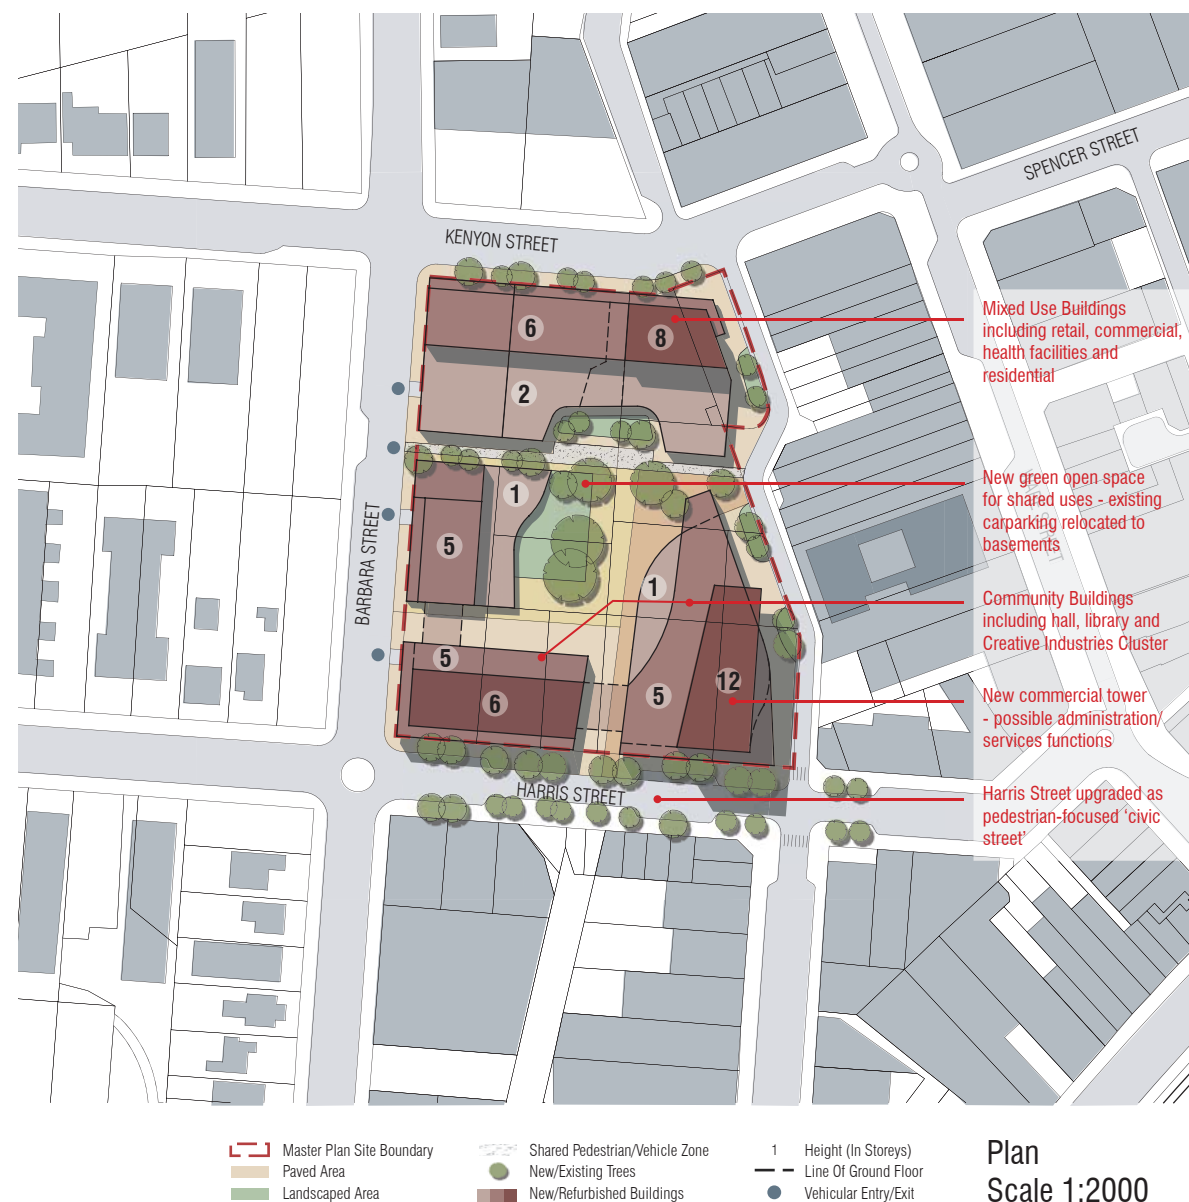 SPENCER STREET
KENYON STREET
Mixed Use Buildings
including retail, commercial,
health facilities and
residential
6
8
2
New green open space
for shared uses - existing
carparking relocated to
basements
1
5
BARBARA STREET
1
Community Buildings
including hall, library and
Creative Industries Cluster
5
12
5
6
New commercial tower
- possible administration/
services functions
HARRIS STREET
Harris Street upgraded as
pedestrian-focused ‘civic
street’
Master Plan Site Boundary
Paved Area
Landscaped Area
Shared Pedestrian/Vehicle Zone
New/Existing Trees
New/Refurbished Buildings
1 Height (In Storeys)
Line Of Ground Floor
Vehicular Entry/Exit
Plan
Scale 1:2000